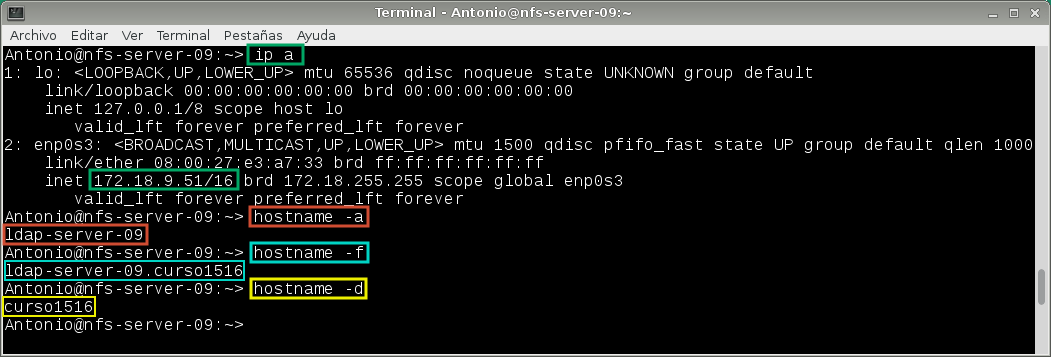 Terminal - Antonio@nfs-server-09:~
Archivo Editar Ver Terminal Pestañas Ayuda
Antonio@nfs-server-09:~> ip a
1: lo: <LOOPBACK,UP,LOWER_UP> mtu 65536 qdisc noqueue state UNKNOWN group default
    link/loopback 00:00:00:00:00:00 brd 00:00:00:00:00:00
    inet 127.0.0.1/8 scope host lo
       valid_lft forever preferred_lft forever
2: enp0s3: <BROADCAST,MULTICAST,UP,LOWER_UP> mtu 1500 qdisc pfifo_fast state UP group default qlen 1000
    link/ether 08:00:27:e3:a7:33 brd ff:ff:ff:ff:ff:ff
    inet 172.18.9.51/16 brd 172.18.255.255 scope global enp0s3
       valid_lft forever preferred_lft forever
Antonio@nfs-server-09:~> hostname -a
ldap-server-09
Antonio@nfs-server-09:~> hostname -f
ldap-server-09.curso1516
Antonio@nfs-server-09:~> hostname -d
curso1516
Antonio@nfs-server-09:~>